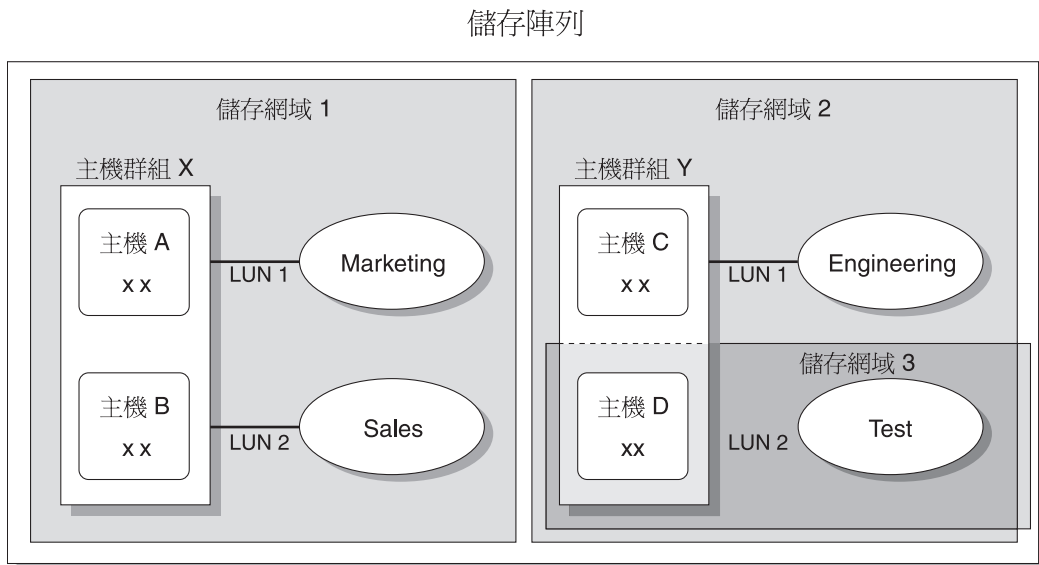 儲存陣列
儲存網域 1
主機群組 X
主機 A
x x
LUN 1
Marketing
主機 B
x x
LUN 2
Sales
儲存網域 2
主機群組 Y
主機 C
x x
LUN 1
Engineering
儲存網域 3
主機 D
xx
LUN 2
Test